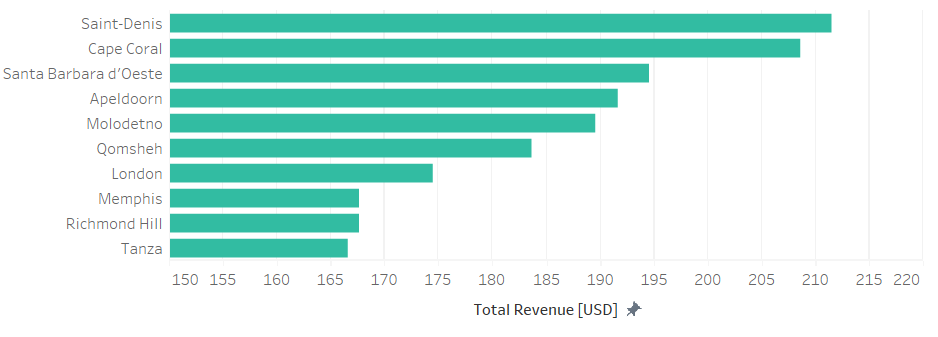 Saint-Denis
Cape Coral
Santa Barbara d’Oeste
Apeldoorn
Molodetno
Qomsheh
London
Memphis
Richmond Hill
Tanza
150 155 160 165 170 175 180 185 190 195 200 205 210 215 220
Total Revenue [USD]